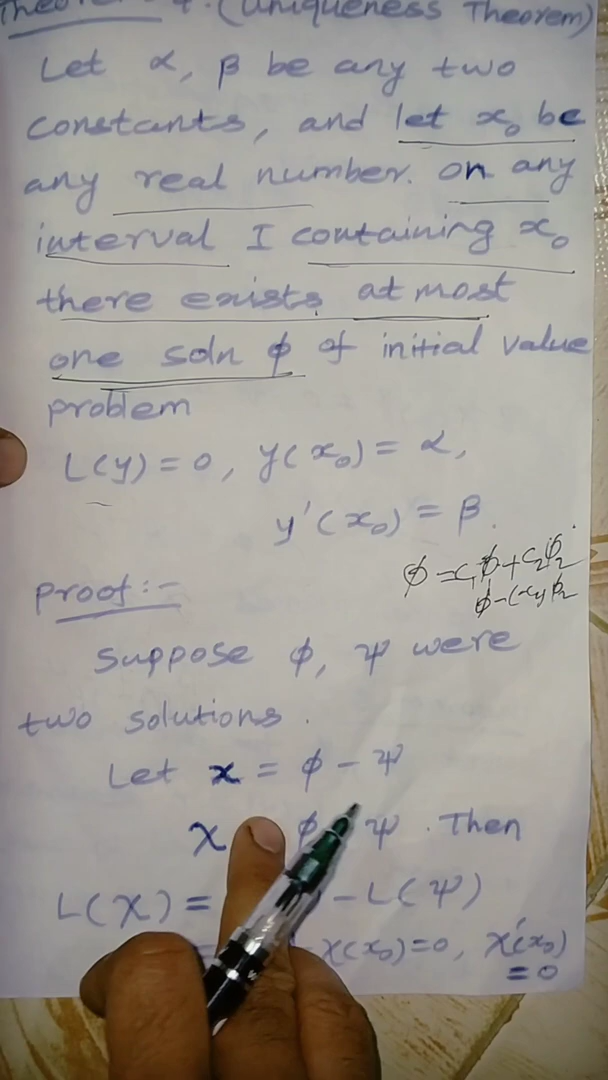 (Uniqueness Theorem)
Let α, β be any two
constants, and let x₀ be
any real number. on any
interval I containing x₀
there exists at most
one soln ϕ of initial value
problem
L(y) = 0, y(x₀) = α,
y'(x₀) = β.
ϕ = c₁ϕ₁ + c₂ϕ₂
Proof:-
Suppose ϕ, ψ were
two solutions.
Let x = ϕ - ψ
χ ϕ ψ. Then
L(χ) = - L(ψ)
χ(x₀) = 0, χ'(x₀)
= 0